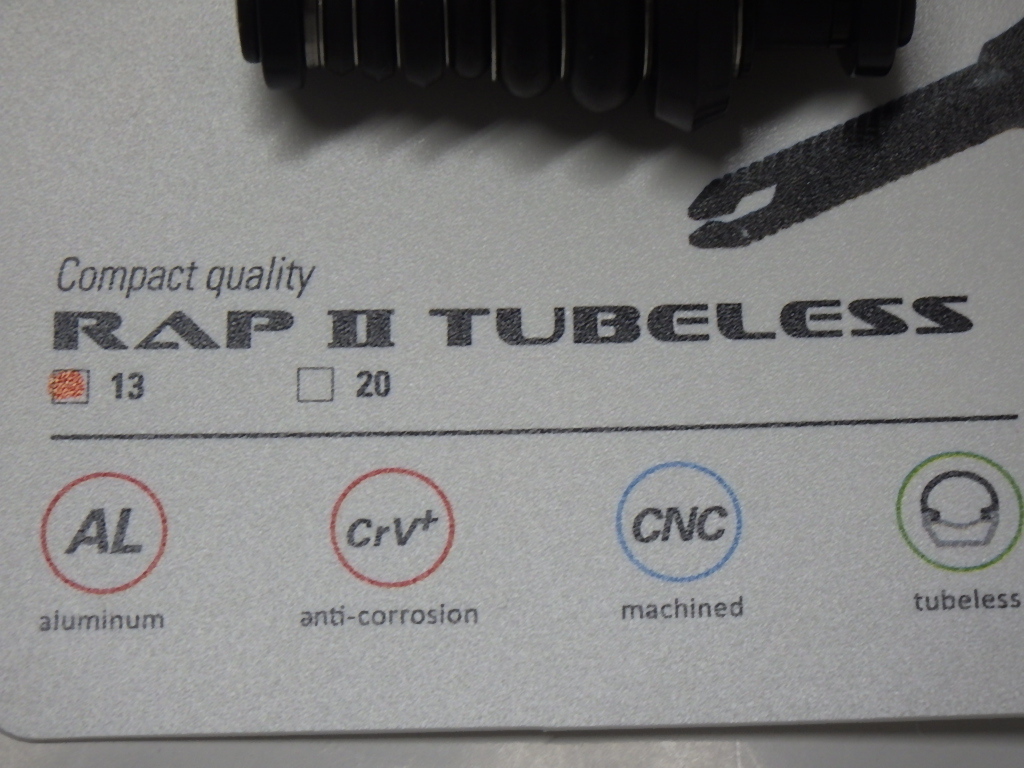 Compact quality
RAP II TUBELESS
13 20
AL CrV+ CNC
aluminum anti-corrosion machined tubeless